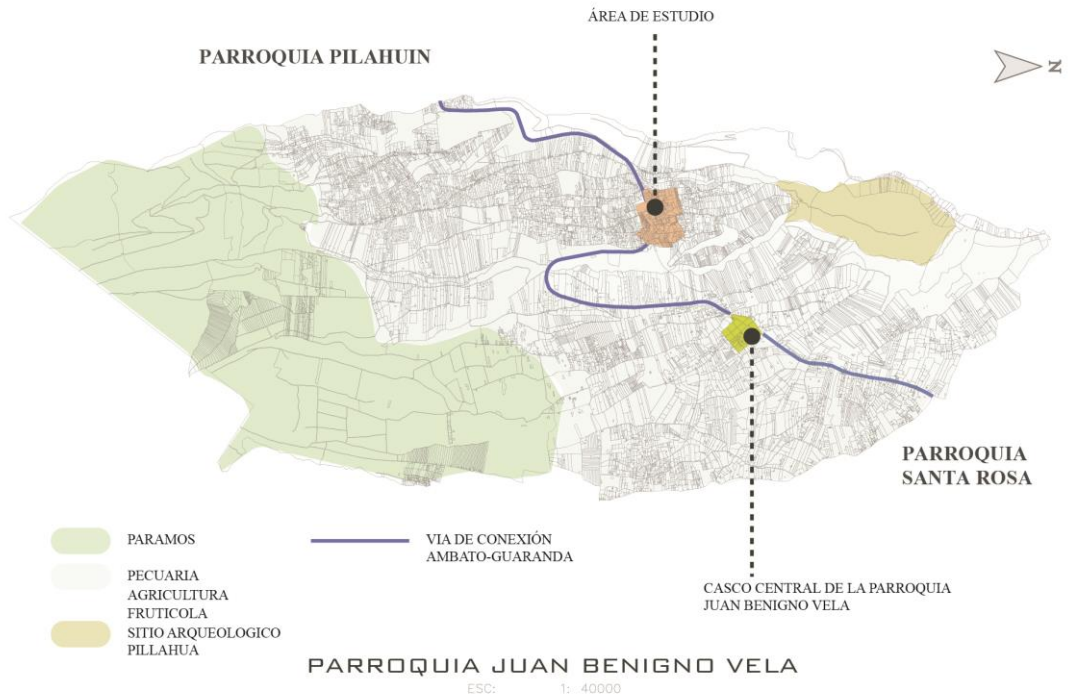 ÁREA DE ESTUDIO
PARROQUIA PILAHUIN
N
PARROQUIA
SANTA ROSA
PARAMOS
VIA DE CONEXIÓN
AMBATO-GUARANDA
PECUARIA
AGRICULTURA
FRUTICOLA
SITIO ARQUEOLOGICO
PILLAHUA
CASCO CENTRAL DE LA PARROQUIA
JUAN BENIGNO VELA
PARROQUIA JUAN BENIGNO VELA
ESC: 1: 40000